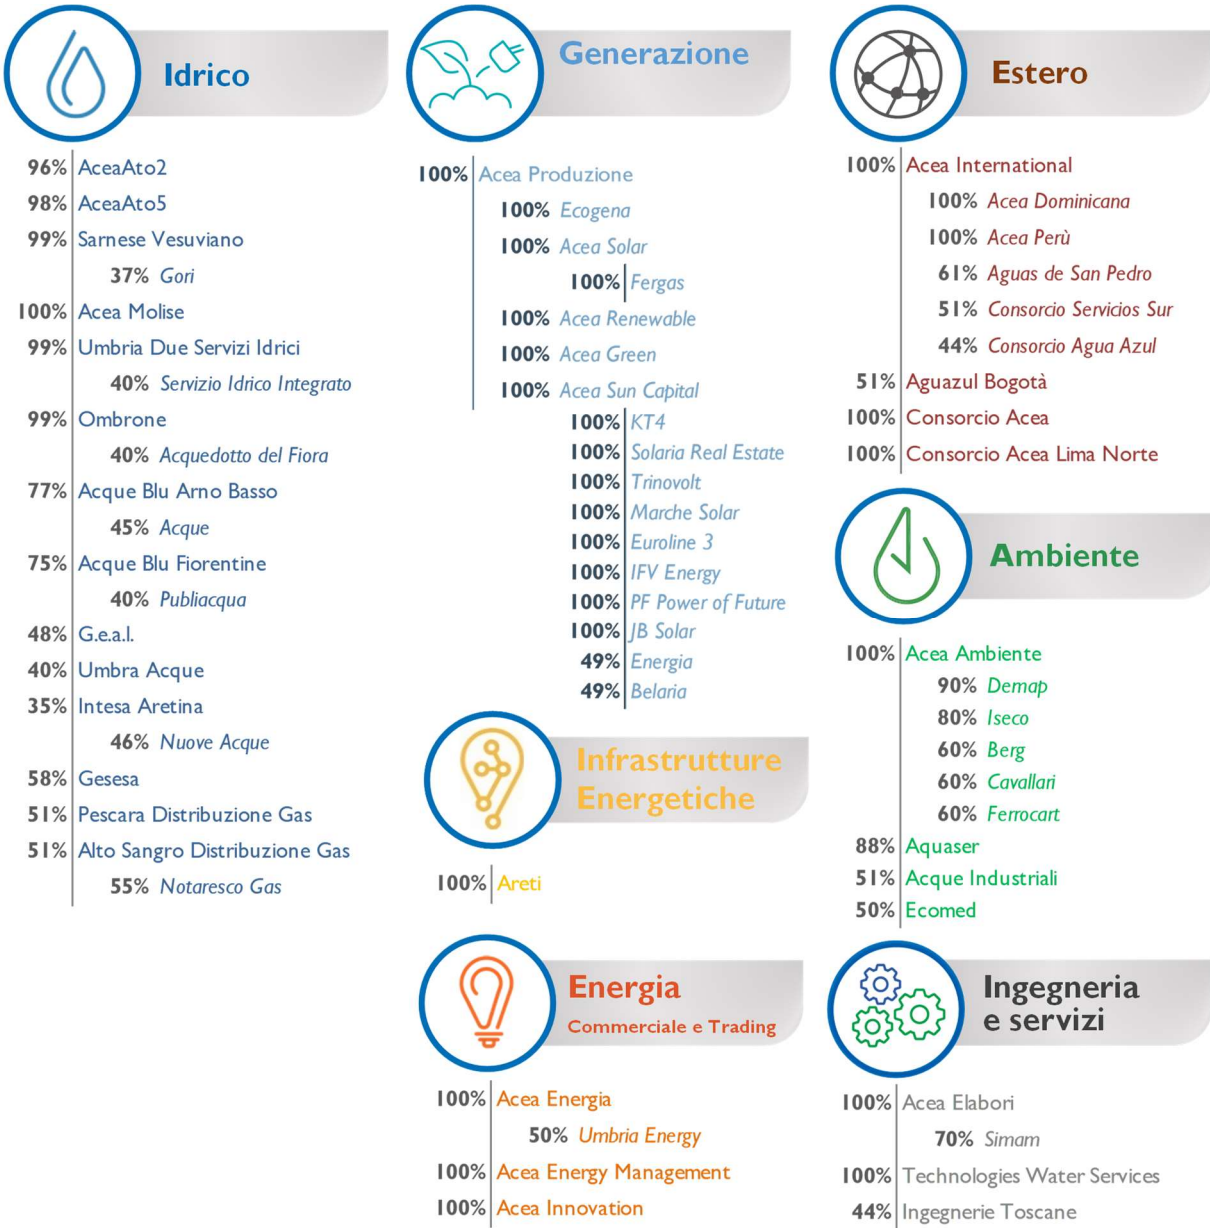 Idrico
96% AceaAto2
98% AceaAto5
99% Sarnese Vesuviano
37% Gori
100% Acea Molise
99% Umbria Due Servizi Idrici
40% Servizio Idrico Integrato
99% Ombrone
40% Acquedotto del Fiora
77% Acque Blu Arno Basso
45% Acque
75% Acque Blu Fiorentine
40% Publiacqua
48% G.e.a.l.
40% Umbra Acque
35% Intesa Aretina
46% Nuove Acque
58% Gesesa
51% Pescara Distribuzione Gas
51% Alto Sangro Distribuzione Gas
55% Notaresco Gas
Generazione
100% Acea Produzione
100% Ecogena
100% Acea Solar
100% Fergas
100% Acea Renewable
100% Acea Green
100% Acea Sun Capital
100% KT4
100% Solaria Real Estate
100% Trinovolt
100% Marche Solar
100% Euroline 3
100% IFV Energy
100% PF Power of Future
100% JB Solar
49% Energia
49% Belaria
Infrastrutture
Energetiche
100% Areti
Energia
Commerciale e Trading
100% Acea Energia
50% Umbria Energy
100% Acea Energy Management
100% Acea Innovation
Estero
100% Acea International
100% Acea Dominicana
100% Acea Perù
61% Aguas de San Pedro
51% Consorcio Servicios Sur
44% Consorcio Agua Azul
51% Aguazul Bogotà
100% Consorcio Acea
100% Consorcio Acea Lima Norte
Ambiente
100% Acea Ambiente
90% Demap
80% Iseco
60% Berg
60% Cavallari
60% Ferrocart
88% Aquaser
51% Acque Industriali
50% Ecomed
Ingegneria
e servizi
100% Acea Elabori
70% Simam
100% Technologies Water Services
44% Ingegnerie Toscane